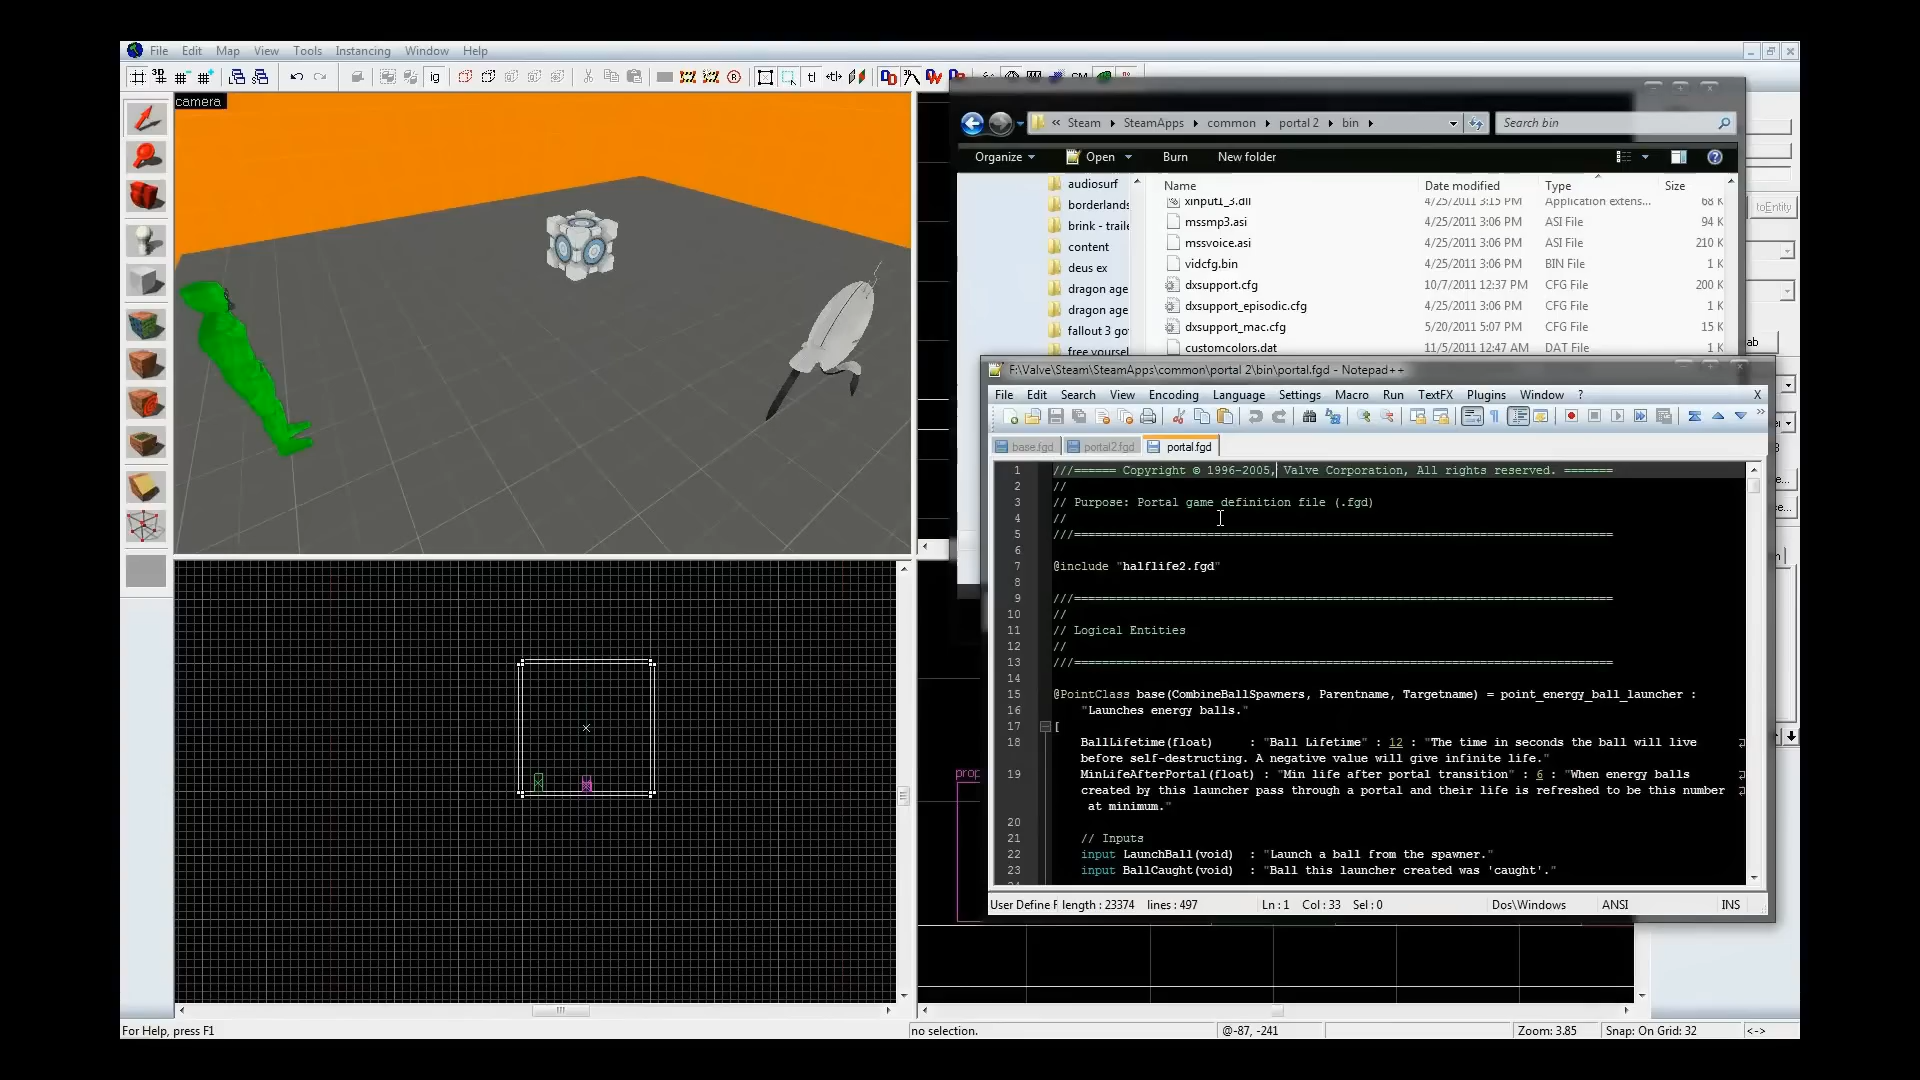 File Edit Map View Tools Instancing Window Help
camera
« Steam ▸ SteamApps ▸ common ▸ portal 2 ▸ bin ▸
Search bin
Organize Open Burn New folder
audiosurf
borderlands
brink - traile
content
deus ex
dragon age
dragon age
fallout 3 go
free yoursel
Name Date modified Type Size
xinput1_3.dll 4/25/2011 3:15 PM Application extens... 68 K
mssmp3.asi 4/25/2011 3:06 PM ASI File 94 K
mssvoice.asi 4/25/2011 3:06 PM ASI File 210 K
vidcfg.bin 4/25/2011 3:06 PM BIN File 1 K
dxsupport.cfg 10/7/2011 12:37 PM CFG File 200 K
dxsupport_episodic.cfg 4/25/2011 3:06 PM CFG File 1 K
dxsupport_mac.cfg 5/20/2011 5:07 PM CFG File 15 K
customcolors.dat 11/5/2011 12:47 AM DAT File 1 K
toEntity
ab
F:\Valve\Steam\SteamApps\common\portal 2\bin\portal.fgd - Notepad++
File Edit Search View Encoding Language Settings Macro Run TextFX Plugins Window ? X
base.fgd portal2.fgd portal.fgd
1 ///====== Copyright © 1996-2005, Valve Corporation, All rights reserved. =======
2 //
3 // Purpose: Portal game definition file (.fgd)
4 //
5 ///=============================================================================
6
7 @include "halflife2.fgd"
8
9 ///=============================================================================
10 //
11 // Logical Entities
12 //
13 ///=============================================================================
14
15 @PointClass base(CombineBallSpawners, Parentname, Targetname) = point_energy_ball_launcher :
16 "Launches energy balls."
17 [
18 BallLifetime(float) : "Ball Lifetime" : 12 : "The time in seconds the ball will live
before self-destructing. A negative value will give infinite life."
19 MinLifeAfterPortal(float) : "Min life after portal transition" : 6 : "When energy balls
created by this launcher pass through a portal and their life is refreshed to be this number
at minimum."
20
21 // Inputs
22 input LaunchBall(void) : "Launch a ball from the spawner."
23 input BallCaught(void) : "Ball this launcher created was 'caught'."
User Define F length : 23374 lines : 497 Ln : 1 Col : 33 Sel : 0 Dos\Windows ANSI INS
prop
For Help, press F1 no selection. @-87, -241 Zoom: 3.85 Snap: On Grid: 32 <->